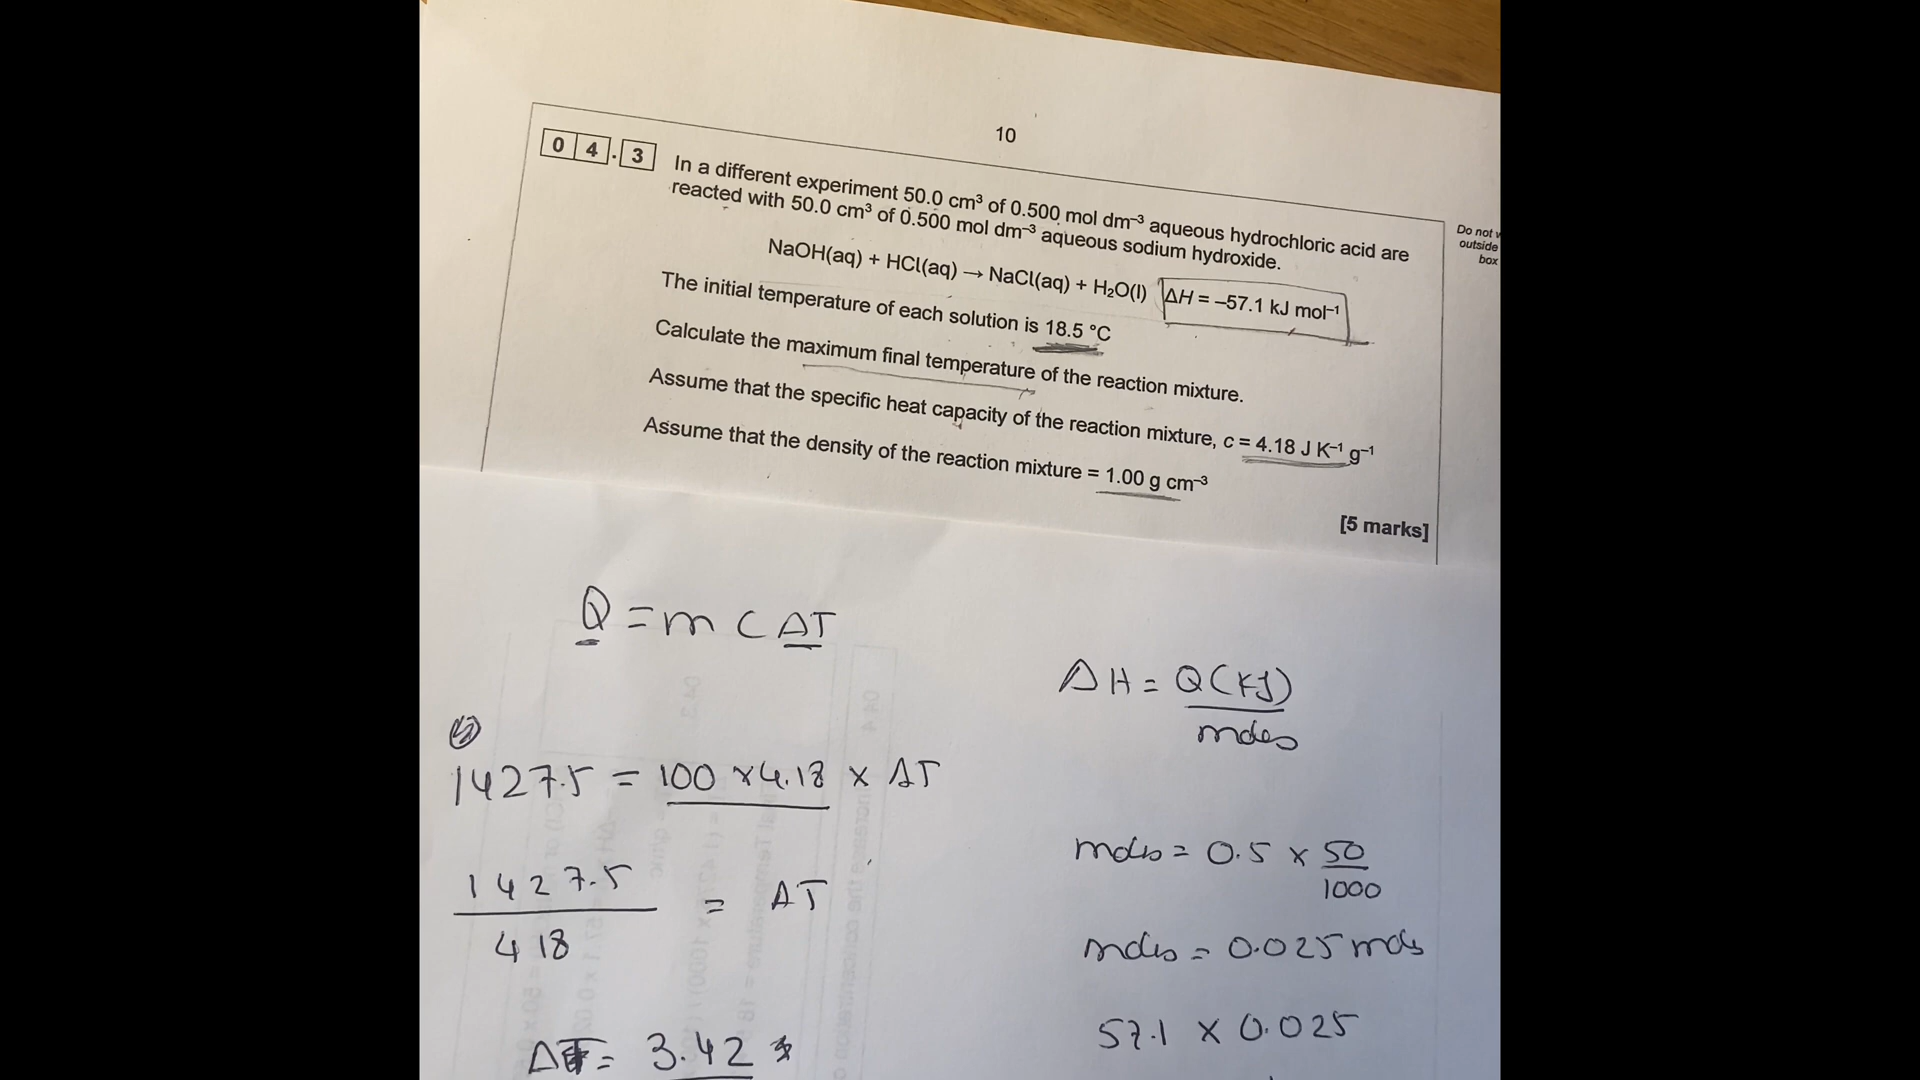 10
0 4 . 3
In a different experiment 50.0 cm³ of 0.500 mol dm⁻³ aqueous hydrochloric acid are
reacted with 50.0 cm³ of 0.500 mol dm⁻³ aqueous sodium hydroxide.
NaOH(aq) + HCl(aq) → NaCl(aq) + H₂O(l) ΔH = –57.1 kJ mol⁻¹
The initial temperature of each solution is 18.5 °C
Calculate the maximum final temperature of the reaction mixture.
Assume that the specific heat capacity of the reaction mixture, c = 4.18 J K⁻¹ g⁻¹
Assume that the density of the reaction mixture = 1.00 g cm⁻³
[5 marks]
Do not
outside
box
Q = m c ΔT
1427.5 = 100 × 4.18 × ΔT
1427.5
418
= ΔT
ΔT = 3.42
ΔH = Q(KJ)
moles
moles = 0.5 × 50
1000
moles = 0.025 mols
57.1 × 0.025